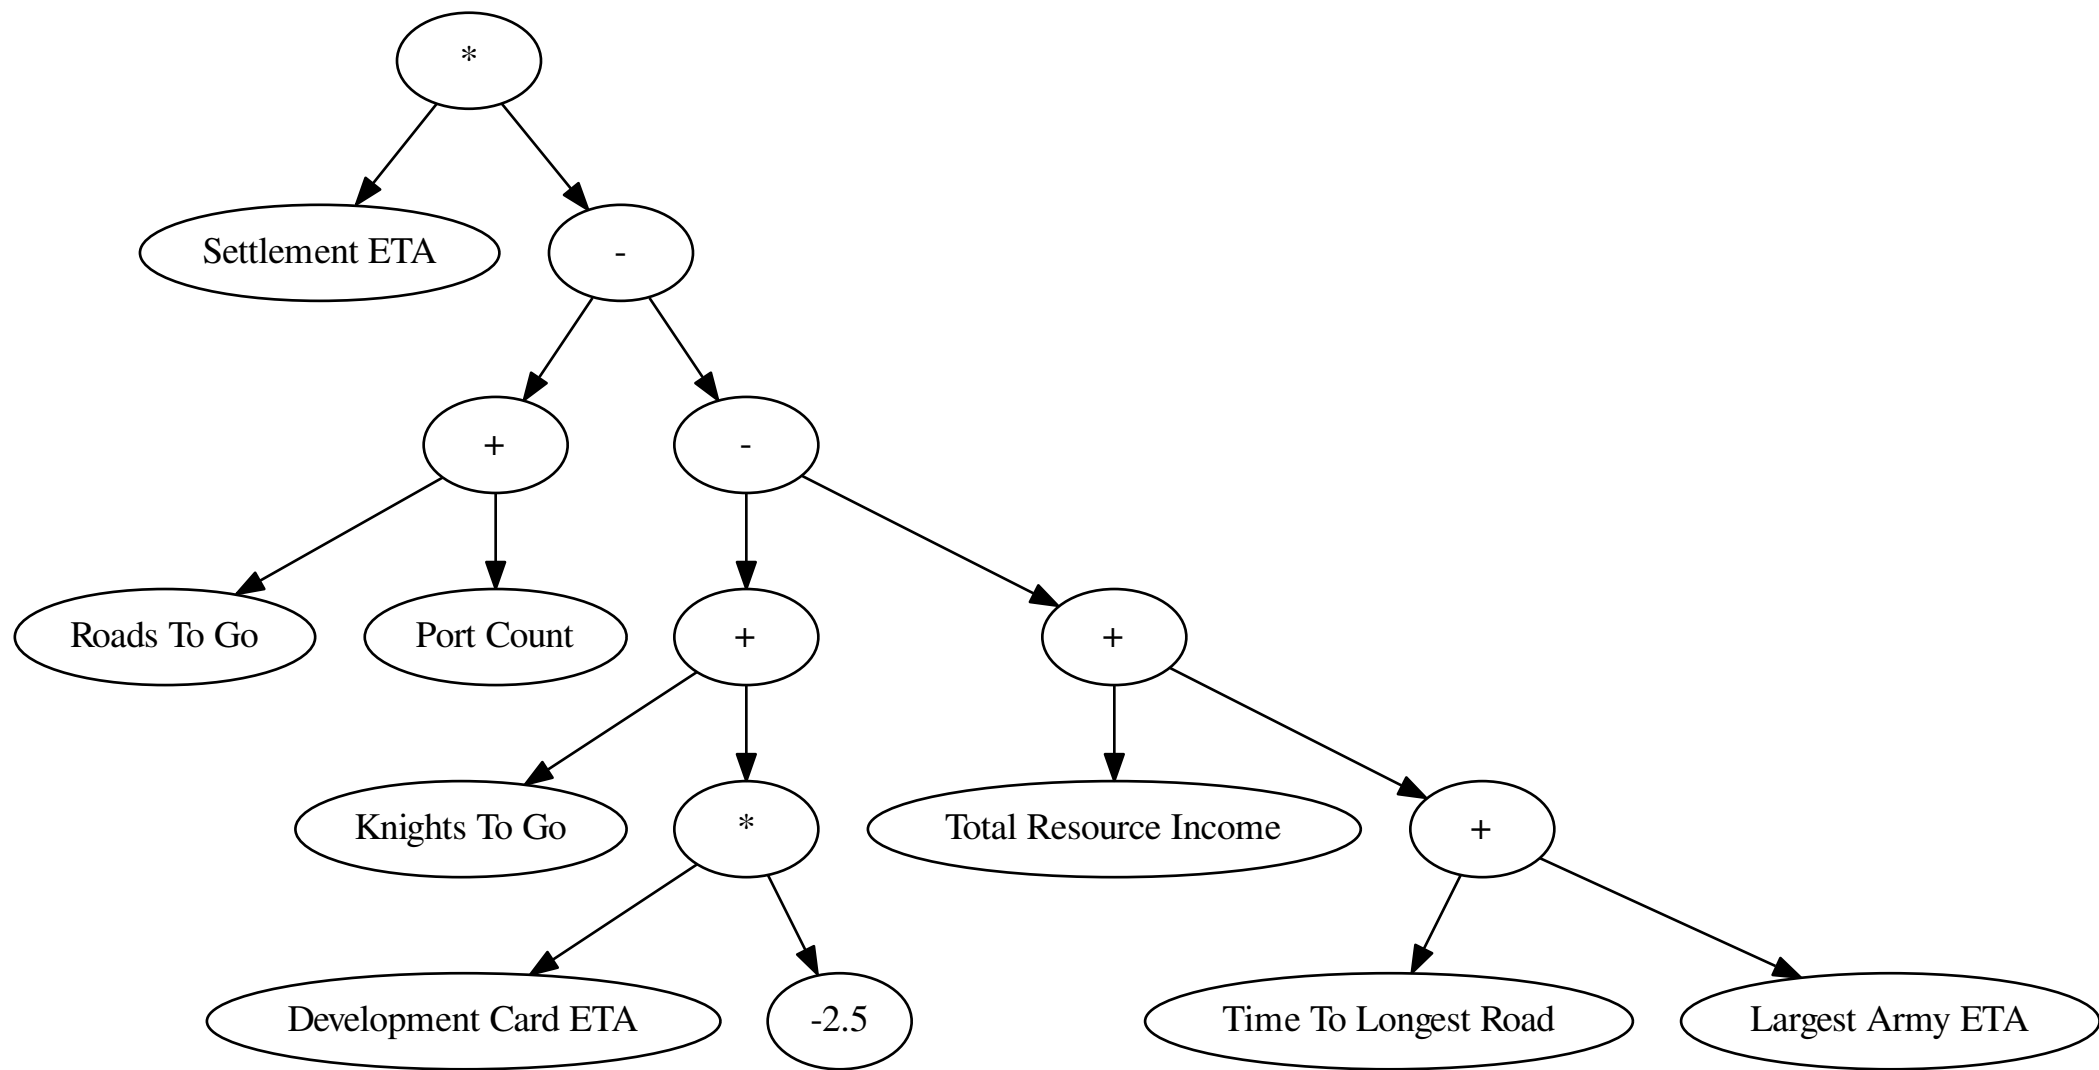 *
Settlement ETA
-
+
-
Roads To Go
Port Count
+
+
Knights To Go
*
Total Resource Income
+
Development Card ETA
-2.5
Time To Longest Road
Largest Army ETA